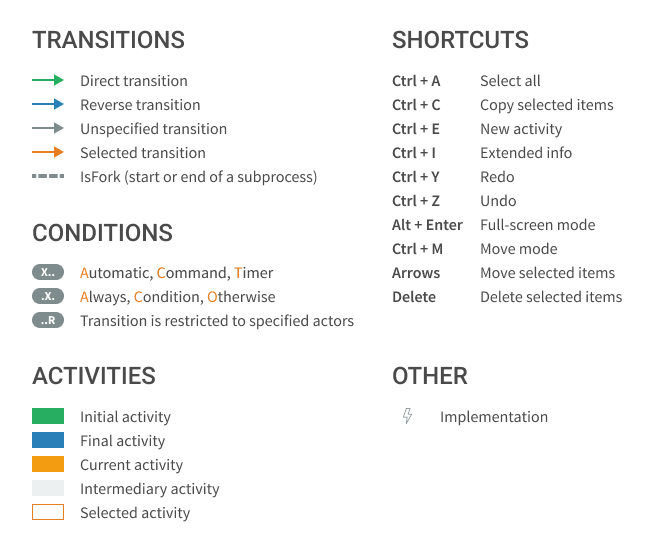 TRANSITIONS
Direct transition
Reverse transition
Unspecified transition
Selected transition
IsFork (start or end of a subprocess)
CONDITIONS
X.. Automatic, Command, Timer
.X. Always, Condition, Otherwise
..R Transition is restricted to specified actors
ACTIVITIES
Initial activity
Final activity
Current activity
Intermediary activity
Selected activity
SHORTCUTS
Ctrl + A Select all
Ctrl + C Copy selected items
Ctrl + E New activity
Ctrl + I Extended info
Ctrl + Y Redo
Ctrl + Z Undo
Alt + Enter Full-screen mode
Ctrl + M Move mode
Arrows Move selected items
Delete Delete selected items
OTHER
Implementation